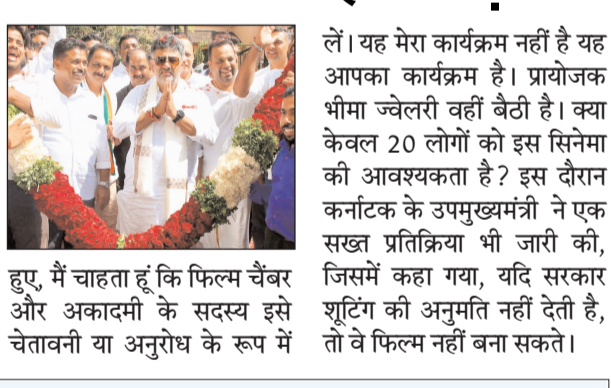 हुए, मैं चाहता हूं कि फिल्म चैंबर
और अकादमी के सदस्य इसे
चेतावनी या अनुरोध के रूप में
लें। यह मेरा कार्यक्रम नहीं है यह
आपका कार्यक्रम है। प्रायोजक
भीमा ज्वेलरी वहीं बैठी है। क्या
केवल 20 लोगों को इस सिनेमा
की आवश्यकता है? इस दौरान
कर्नाटक के उपमुख्यमंत्री ने एक
सख्त प्रतिक्रिया भी जारी की,
जिसमें कहा गया, यदि सरकार
शूटिंग की अनुमति नहीं देती है,
तो वे फिल्म नहीं बना सकते।